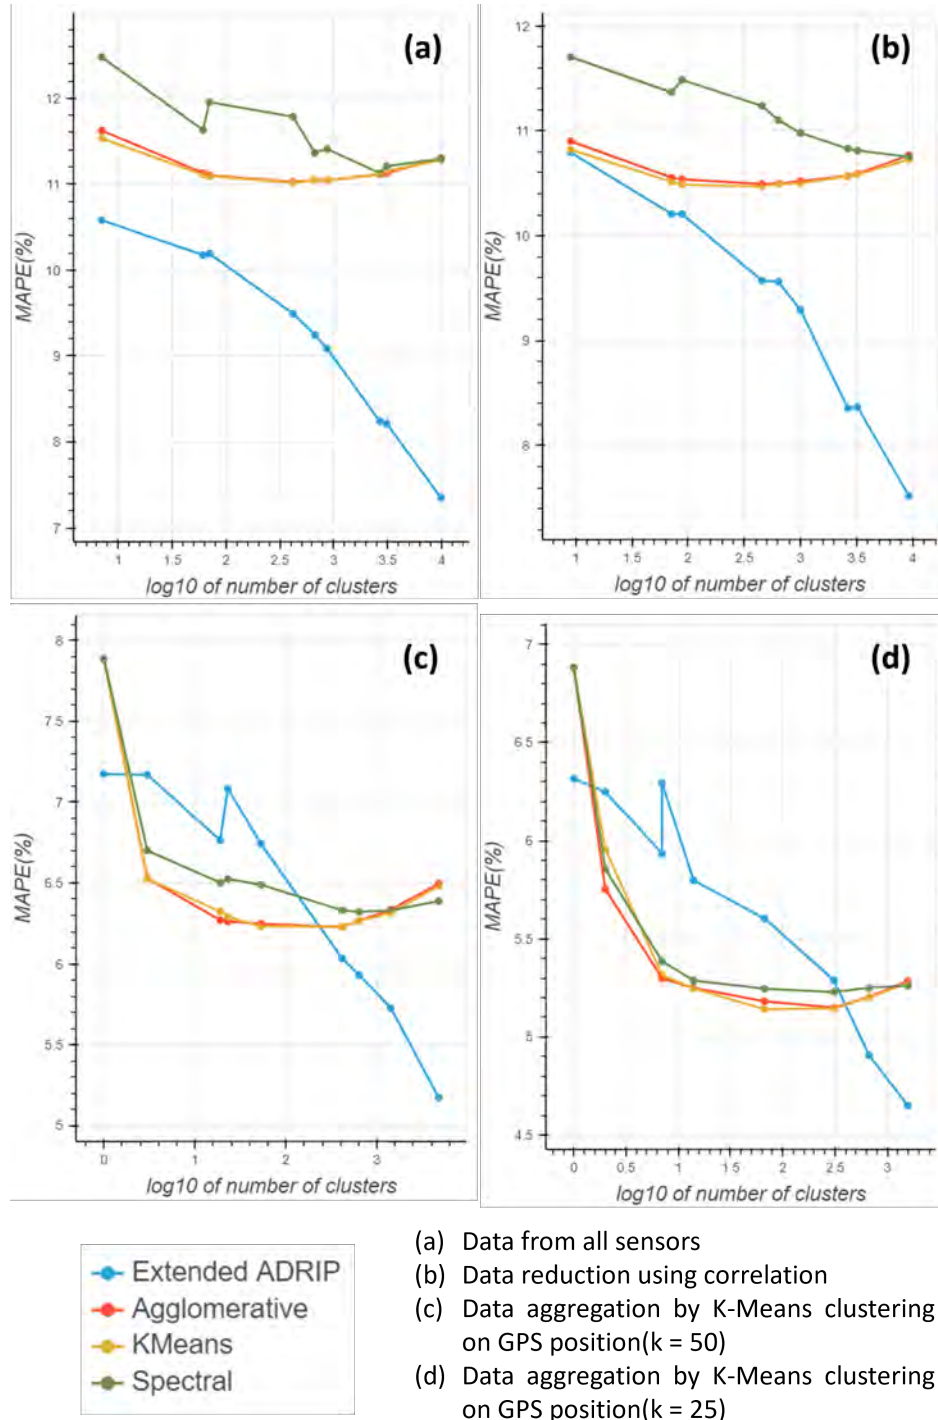 (a)
12
11
10
9
8
7
MAPE(%)
1
1.5
2
2.5
3
3.5
4
log10 of number of clusters
(b)
12
11
10
9
8
MAPE(%)
1
1.5
2
2.5
3
3.5
4
log10 of number of clusters
(c)
8
7.5
7
6.5
6
5.5
5
MAPE(%)
0
1
2
3
log10 of number of clusters
(d)
7
6.5
6
5.5
5
4.5
MAPE(%)
0
0.5
1
1.5
2
2.5
3
log10 of number of clusters
Extended ADRIP
Agglomerative
KMeans
Spectral
(a) Data from all sensors
(b) Data reduction using correlation
(c) Data aggregation by K-Means clustering
on GPS position(k = 50)
(d) Data aggregation by K-Means clustering
on GPS position(k = 25)